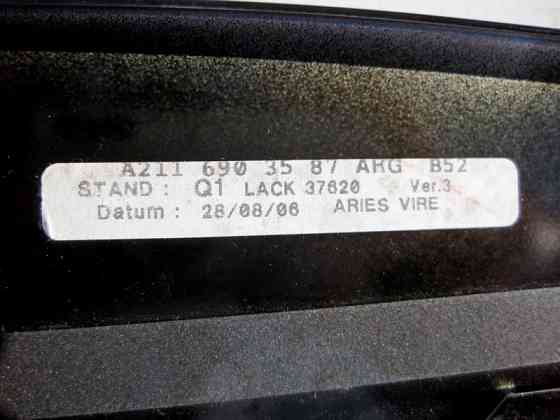 A211 690 35 87 ARG B52
STAND : Q1 LACK 37620 Ver.3
Datum : 28/08/06 ARIES VIRE